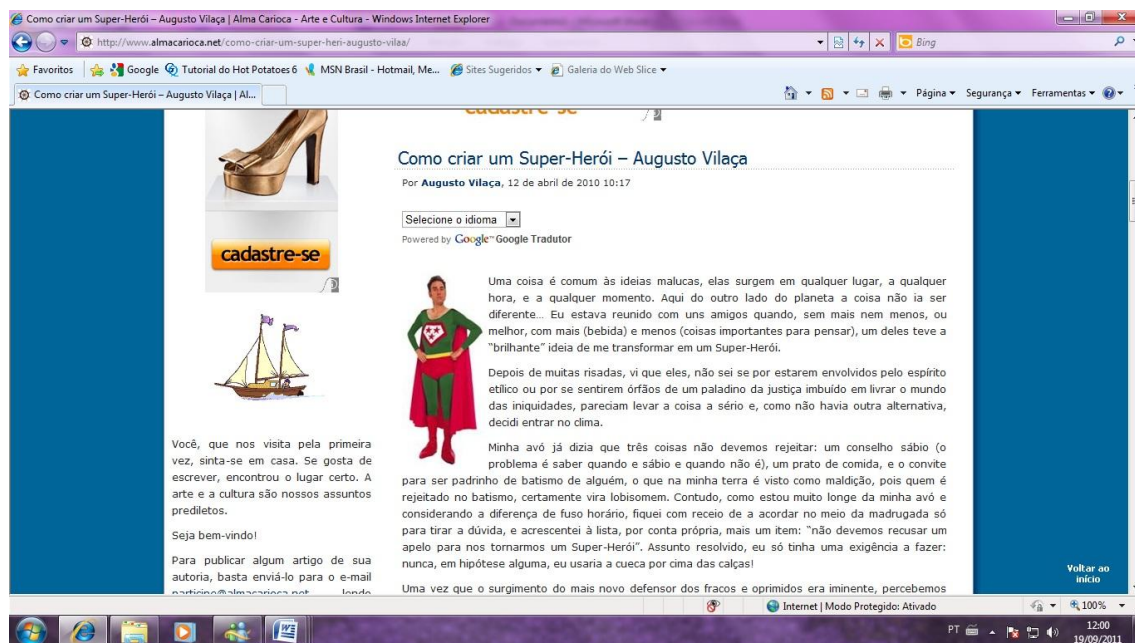 Como criar um Super-Herói – Augusto Vilaça | Alma Carioca - Arte e Cultura - Windows Internet Explorer
http://www.almacarioca.net/como-criar-um-super-heri-augusto-vilaa/
Bing
Favoritos
Google
Tutorial do Hot Potatoes 6
MSN Brasil - Hotmail, Me...
Sites Sugeridos
Galeria do Web Slice
Como criar um Super-Herói – Augusto Vilaça | Al...
Página
Segurança
Ferramentas
cadastre-se
Você, que nos visita pela primeira
vez, sinta-se em casa. Se gosta de
escrever, encontrou o lugar certo. A
arte e a cultura são nossos assuntos
prediletos.
Seja bem-vindo!
Para publicar algum artigo de sua
autoria, basta enviá-lo para o e-mail
participe@almacarioca.net lendo
cadastre-se
Como criar um Super-Herói – Augusto Vilaça
Por Augusto Vilaça, 12 de abril de 2010 10:17
Selecione o idioma
Powered by Google™ Google Tradutor
Uma coisa é comum às ideias malucas, elas surgem em qualquer lugar, a qualquer
hora, e a qualquer momento. Aqui do outro lado do planeta a coisa não ia ser
diferente… Eu estava reunido com uns amigos quando, sem mais nem menos, ou
melhor, com mais (bebida) e menos (coisas importantes para pensar), um deles teve a
“brilhante” ideia de me transformar em um Super-Herói.
Depois de muitas risadas, vi que eles, não sei se por estarem envolvidos pelo espírito
etílico ou por se sentirem órfãos de um paladino da justiça imbuído em livrar o mundo
das iniquidades, pareciam levar a coisa a sério e, como não havia outra alternativa,
decidi entrar no clima.
Minha avó já dizia que três coisas não devemos rejeitar: um conselho sábio (o
problema é saber quando e sábio e quando não é), um prato de comida, e o convite
para ser padrinho de batismo de alguém, o que na minha terra é visto como maldição, pois quem é
rejeitado no batismo, certamente vira lobisomem. Contudo, como estou muito longe da minha avó e
considerando a diferença de fuso horário, fiquei com receio de a acordar no meio da madrugada só
para tirar a dúvida, e acrescentei à lista, por conta própria, mais um item: “não devemos recusar um
apelo para nos tornarmos um Super-Herói”. Assunto resolvido, eu só tinha uma exigência a fazer:
nunca, em hipótese alguma, eu usaria a cueca por cima das calças!
Uma vez que o surgimento do mais novo defensor dos fracos e oprimidos era iminente, percebemos
Voltar ao
início
Internet | Modo Protegido: Ativado
100%
PT
12:00
19/09/2011